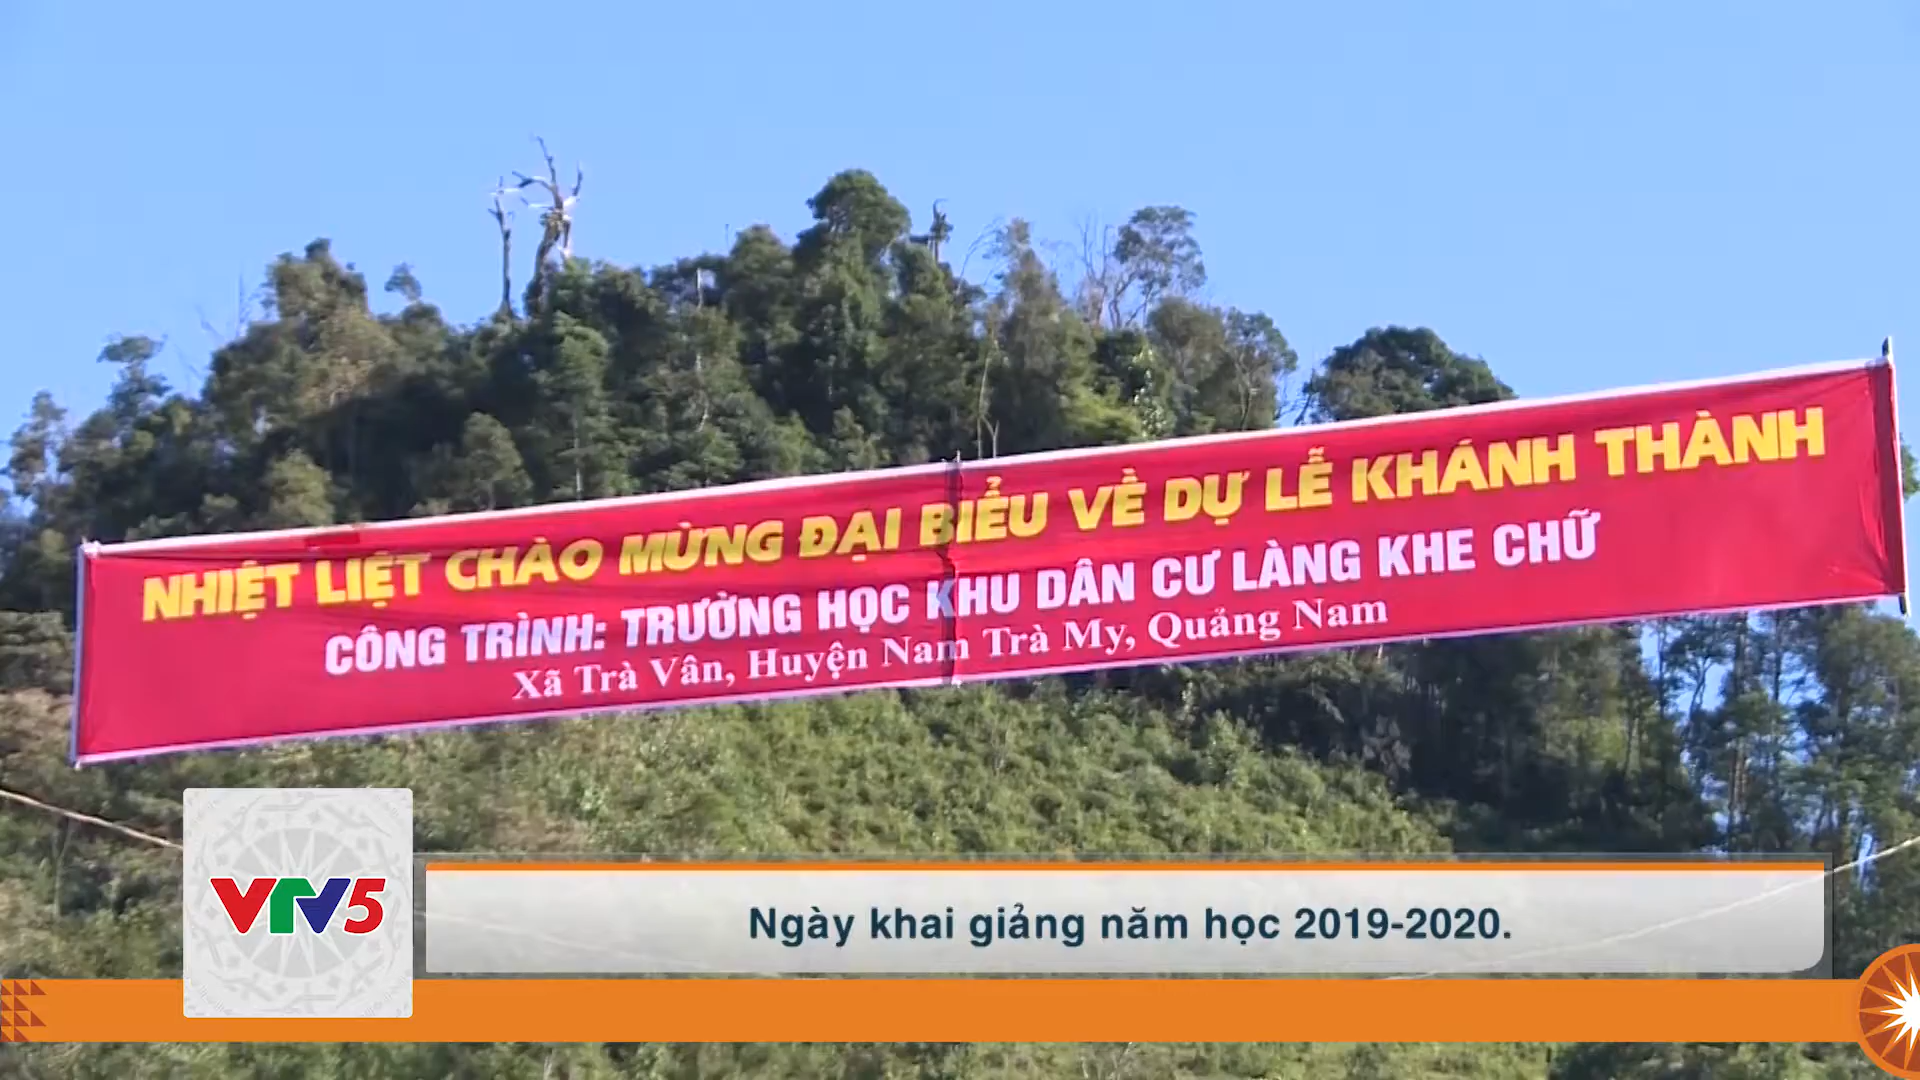 NHIỆT LIỆT CHÀO MỪNG ĐẠI BIỂU VỀ DỰ LỄ KHÁNH THÀNH
CÔNG TRÌNH: TRƯỜNG HỌC KHU DÂN CƯ LÀNG KHE CHỮ
Xã Trà Vân, Huyện Nam Trà My, Quảng Nam
VTV5
Ngày khai giảng năm học 2019-2020.